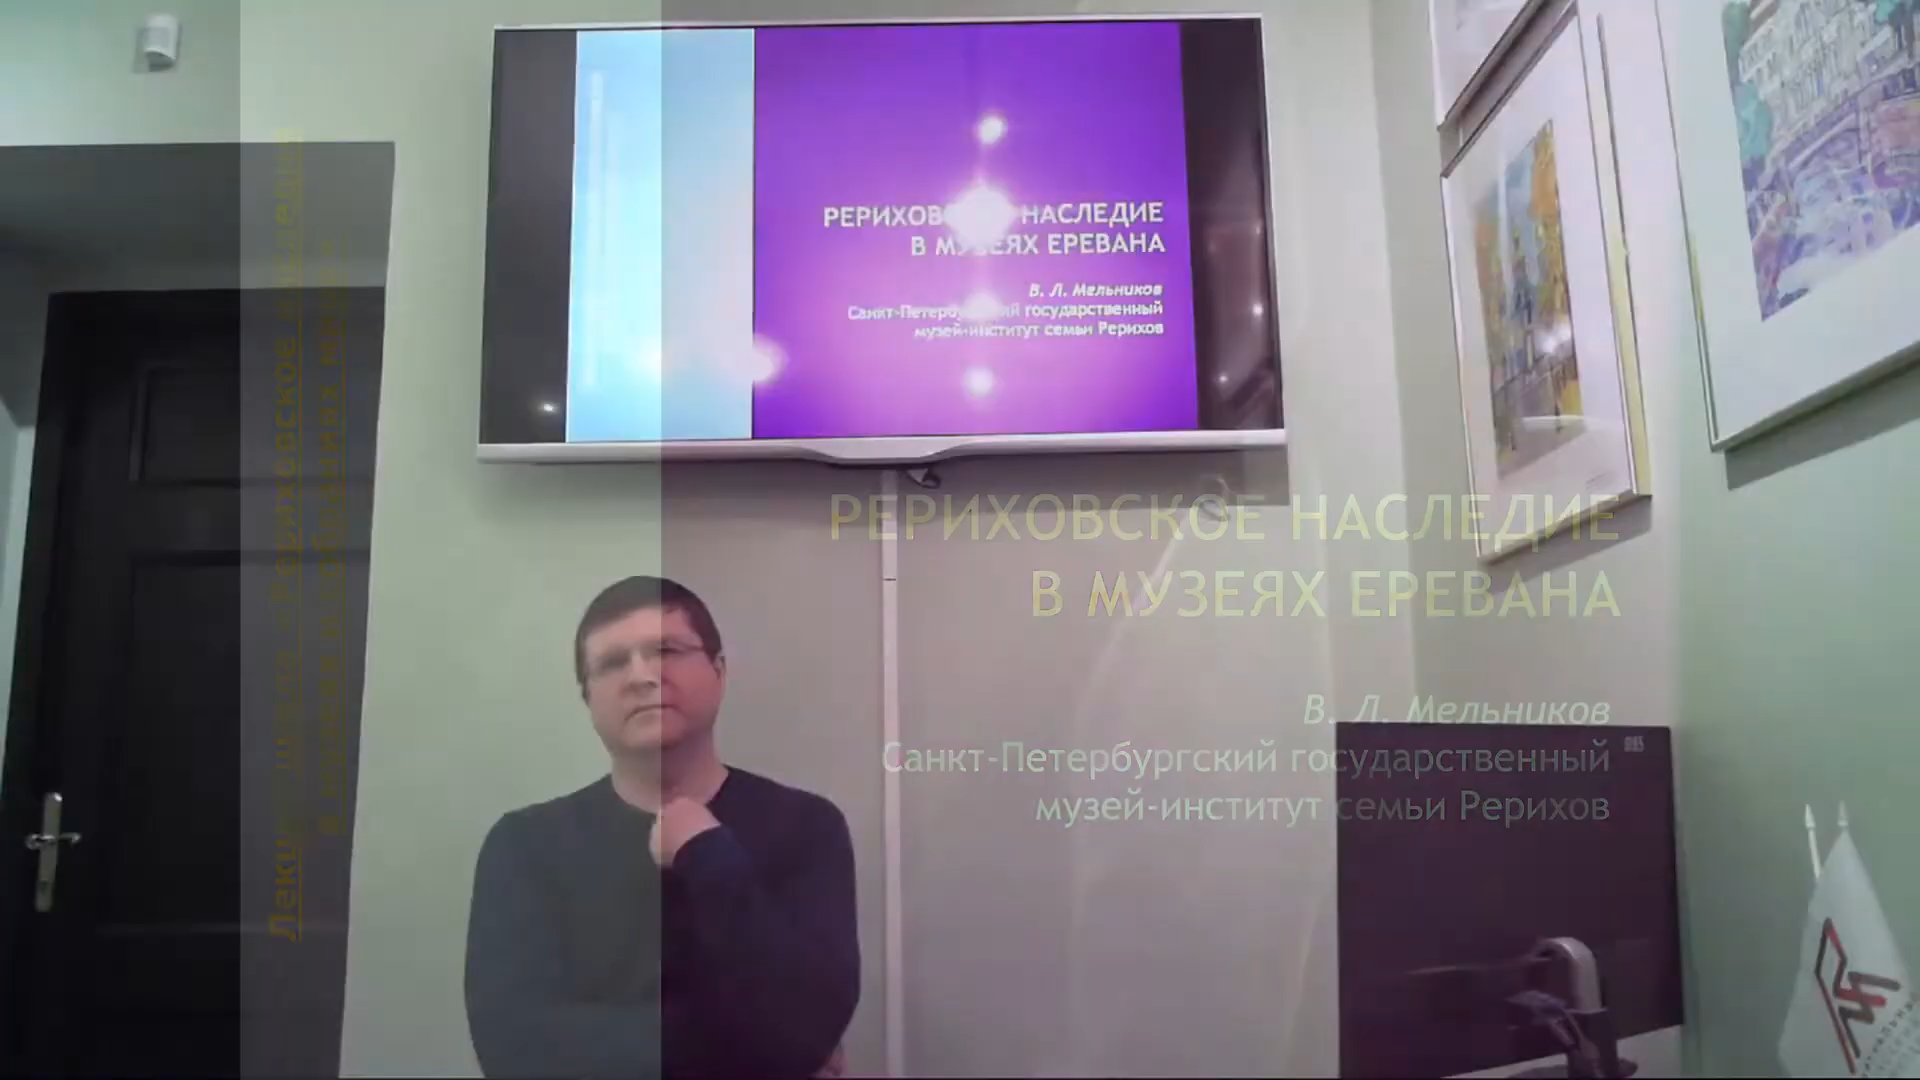 РЕРИХОВСКОЕ НАСЛЕДИЕ
В МУЗЕЯХ ЕРЕВАНА
В. Л. Мельников
Санкт-Петербургский государственный
музей-институт семьи Рерихов
РЕРИХОВСКОЕ НАСЛЕДИЕ
В МУЗЕЯХ ЕРЕВАНА
В. Л. Мельников
Санкт-Петербургский государственный
музей-институт семьи Рерихов